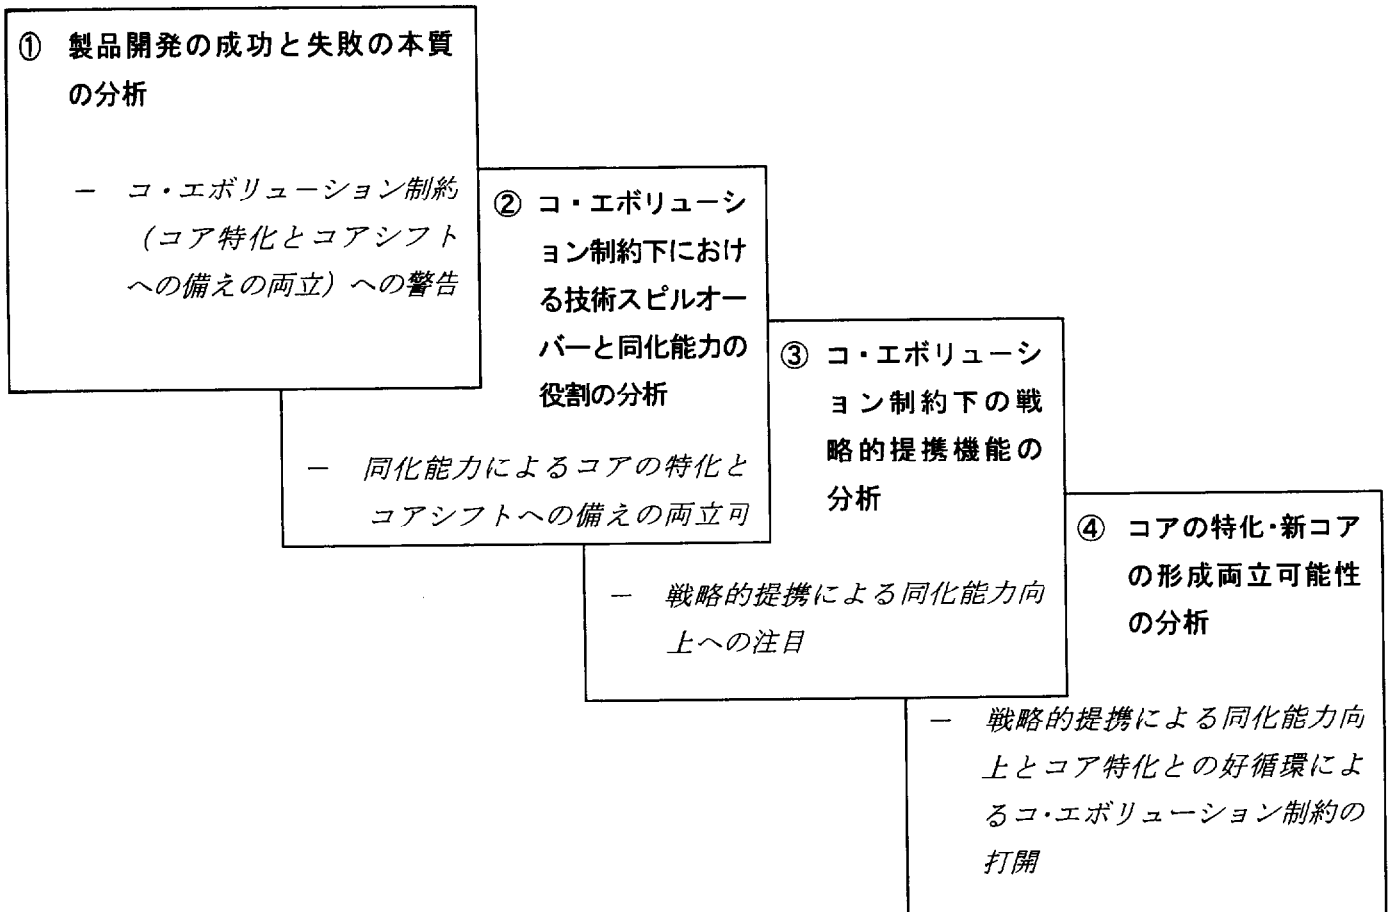 ① 製品開発の成功と失敗の本質
の分析
－ コ・エボリューション制約
（コア特化とコアシフト
への備えの両立）への警告
② コ・エボリューシ
ョン制約下におけ
る技術スピルオー
バーと同化能力の
役割の分析
－ 同化能力によるコアの特化と
コアシフトへの備えの両立可
③ コ・エボリューシ
ョン制約下の戦
略的提携機能の
分析
－ 戦略的提携による同化能力向
上への注目
④ コアの特化・新コア
の形成両立可能性
の分析
－ 戦略的提携による同化能力向
上とコア特化との好循環によ
るコ・エボリューション制約の
打開